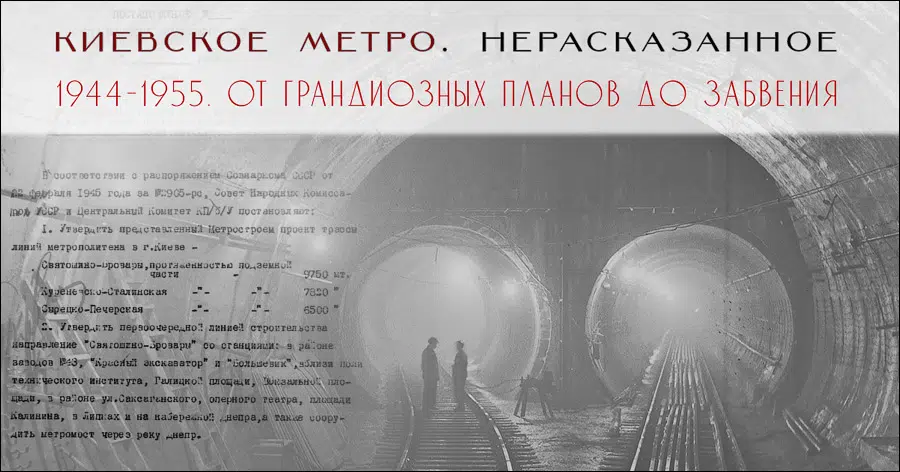 КИЕВСКОЕ МЕТРО. НЕРАСКАЗАННОЕ
1944-1955. ОТ ГРАНДИОЗНЫХ ПЛАНОВ ДО ЗАБВЕНИЯ
В соответствии с распоряжением Совнаркома СССР от
22 февраля 1945 года за №2965-рс, Совет Народных Комисса-
ров УССР и Центральный Комитет КП/б/У постановляют:
1. Утвердить представленный Метростроем проект трассы
линий метрополитена в г.Киеве -
Святошино-Бровары,протяженностью подземной
части - 9750 мт.
Куреневско-Сталинская -"- -"- 7820 "
Сырецко-Печерская -"- -"- 6500 "
2. Утвердить первоочередной линией строительства
направление "Святошино-Бровары" со станциями: в районе
заводов №43, "Красный экскаватор" и "Большевик",вблизи
технического института, Галицкой площади, Вокзальной пло-
щади, в районе ул.Саксаганского, оперного театра, площади
Калинина, в Липках и на набережной Днепра,а также соору-
дить метромост через реку Днепр.